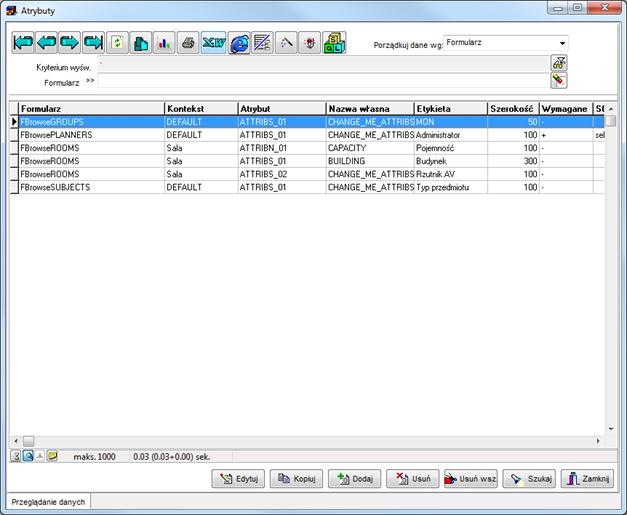 Atrybuty
XW
SQL
Porządkuj dane wg: Formularz
Kryterium wyśw.
Formularz >>
Formularz Kontekst Atrybut Nazwa własna Etykieta Szerokość Wymagane
FBrowseGROUPS DEFAULT ATTRIBS_01 CHANGE_ME_ATTRIBS MON 50 -
FBrowsePLANNERS DEFAULT ATTRIBS_01 CHANGE_ME_ATTRIBS Administrator 100 + sel
FBrowseROOMS Sala ATTRIBN_01 CAPACITY Pojemność 100 -
FBrowseROOMS Sala ATTRIBS_01 BUILDING Budynek 300 -
FBrowseROOMS Sala ATTRIBS_02 CHANGE_ME_ATTRIBS Rzutnik AV 100 -
FBrowseSUBJECTS DEFAULT ATTRIBS_01 CHANGE_ME_ATTRIBS Typ przedmiotu 100 -
maks. 1000 0.03 (0.03+0.00) sek.
Edytuj Kopiuj Dodaj Usuń Usuń wsz. Szukaj Zamknij
Przeglądanie danych